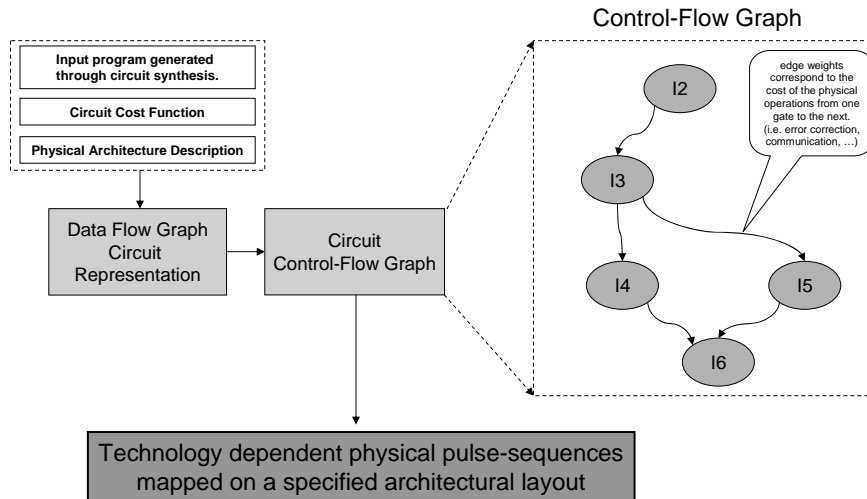 Control-Flow Graph
Input program generated
through circuit synthesis.
Circuit Cost Function
Physical Architecture Description
Data Flow Graph
Circuit
Representation
Circuit
Control-Flow Graph
I2
I3
I4
I5
I6
edge weights
correspond to the
cost of the physical
operations from one
gate to the next.
(i.e. error correction,
communication, ...)
Technology dependent physical pulse-sequences
mapped on a specified architectural layout